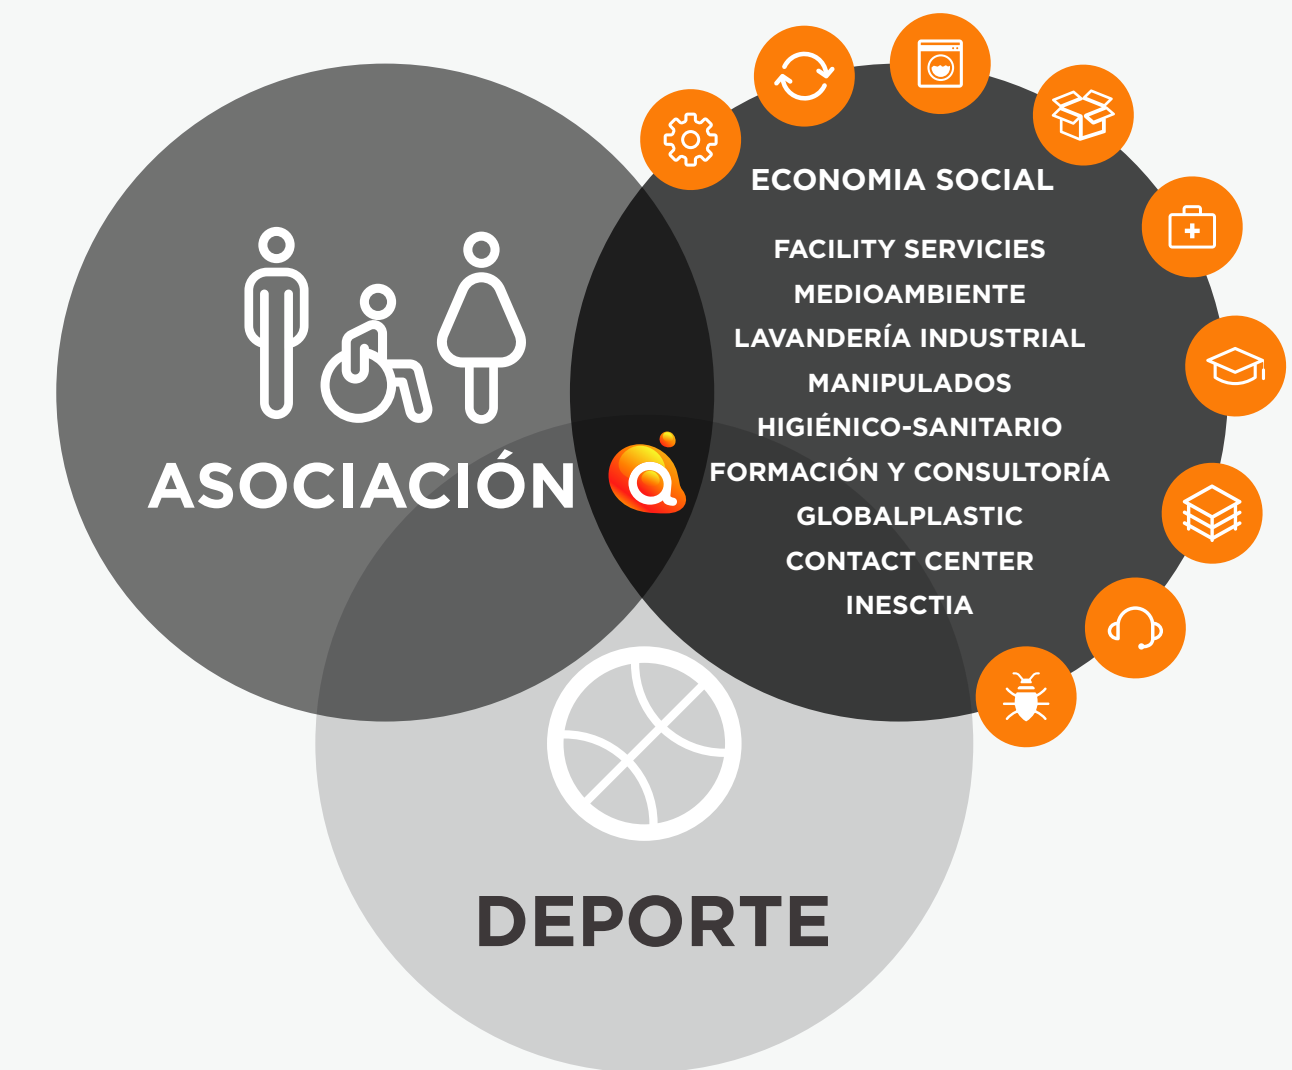 ECONOMIA SOCIAL
FACILITY SERVICIES
MEDIOAMBIENTE
LAVANDERÍA INDUSTRIAL
MANIPULADOS
HIGIÉNICO-SANITARIO
FORMACIÓN Y CONSULTORÍA
GLOBALPLASTIC
CONTACT CENTER
INESCTIA
ASOCIACIÓN
DEPORTE